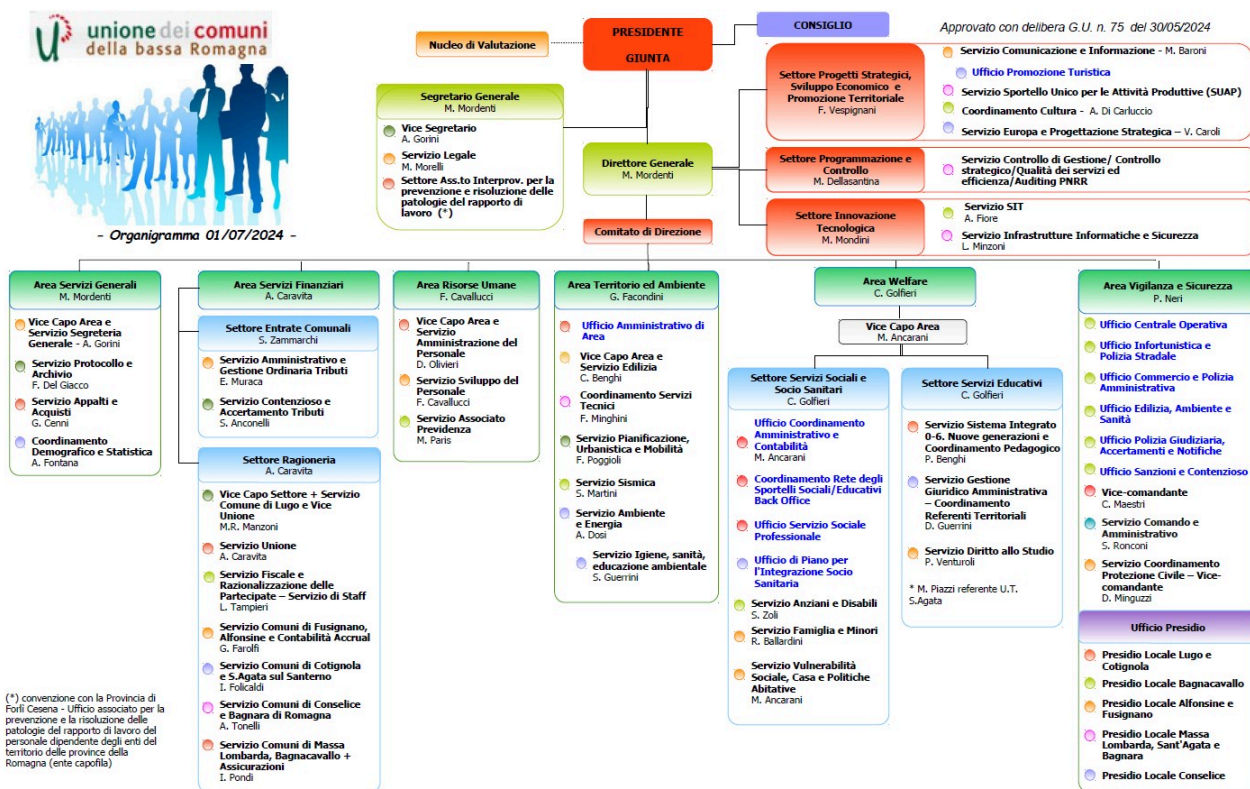 unione dei comuni
della bassa Romagna
- Organigramma 01/07/2024 -
Nucleo di Valutazione
PRESIDENTE
GIUNTA
CONSIGLIO
Approvato con delibera G.U. n. 75 del 30/05/2024
Segretario Generale
M. Mordenti
Vice Segretario
A. Gorini
Servizio Legale
M. Morelli
Settore Ass.to Interprov. per la
prevenzione e risoluzione delle
patologie del rapporto di
lavoro (*)
Direttore Generale
M. Mordenti
Comitato di Direzione
Settore Progetti Strategici,
Sviluppo Economico e
Promozione Territoriale
F. Vespignani
Servizio Comunicazione e Informazione - M. Baroni
Ufficio Promozione Turistica
Servizio Sportello Unico per le Attività Produttive (SUAP)
Coordinamento Cultura - A. Di Carluccio
Servizio Europa e Progettazione Strategica – V. Caroli
Settore Programmazione e
Controllo
M. Dellasantina
Servizio Controllo di Gestione/ Controllo
strategico/Qualità dei servizi ed
efficienza/Auditing PNRR
Settore Innovazione
Tecnologica
M. Mondini
Servizio SIT
A. Fiore
Servizio Infrastrutture Informatiche e Sicurezza
L. Minzoni
Area Servizi Generali
M. Mordenti
Vice Capo Area e
Servizio Segreteria
Generale - A. Gorini
Servizio Protocollo e
Archivio
F. Del Giacco
Servizio Appalti e
Acquisti
G. Cenni
Coordinamento
Demografico e Statistica
A. Fontana
Area Servizi Finanziari
A. Caravita
Settore Entrate Comunali
S. Zammarchi
Servizio Amministrativo e
Gestione Ordinaria Tributi
E. Muraca
Servizio Contenzioso e
Accertamento Tributi
S. Anconelli
Settore Ragioneria
A. Caravita
Vice Capo Settore + Servizio
Comune di Lugo e Vice
Unione
M.R. Manzoni
Servizio Unione
A. Caravita
Servizio Fiscale e
Razionalizzazione delle
Partecipate – Servizio di Staff
L. Tampieri
Servizio Comuni di Fusignano,
Alfonsine e Contabilità Accrual
G. Farolfi
Servizio Comuni di Cotignola
e S.Agata sul Santerno
I. Folicaldi
Servizio Comuni di Conselice
e Bagnara di Romagna
A. Tonelli
Servizio Comuni di Massa
Lombarda, Bagnacavallo +
Assicurazioni
I. Pondi
Area Risorse Umane
F. Cavallucci
Vice Capo Area e
Servizio
Amministrazione del
Personale
D. Olivieri
Servizio Sviluppo del
Personale
F. Cavallucci
Servizio Associato
Previdenza
M. Paris
Area Territorio ed Ambiente
G. Facondini
Ufficio Amministrativo di
Area
Vice Capo Area e
Servizio Edilizia
C. Benghi
Coordinamento Servizi
Tecnici
F. Minghini
Servizio Pianificazione,
Urbanistica e Mobilità
F. Poggioli
Servizio Sismica
S. Martini
Servizio Ambiente
e Energia
A. Dosi
Servizio Igiene, sanità,
educazione ambientale
S. Guerrini
Area Welfare
C. Golfieri
Vice Capo Area
M. Ancarani
Settore Servizi Sociali e
Socio Sanitari
C. Golfieri
Ufficio Coordinamento
Amministrativo e
Contabilità
M. Ancarani
Coordinamento Rete degli
Sportelli Sociali/Educativi
Back Office
Ufficio Servizio Sociale
Professionale
Ufficio di Piano per
l'Integrazione Socio
Sanitaria
Servizio Anziani e Disabili
S. Zoli
Servizio Famiglia e Minori
R. Ballardini
Servizio Vulnerabilità
Sociale, Casa e Politiche
Abitative
M. Ancarani
Settore Servizi Educativi
C. Golfieri
Servizio Sistema Integrato
0-6. Nuove generazioni e
Coordinamento Pedagogico
P. Benghi
Servizio Gestione
Giuridico Amministrativa
– Coordinamento
Referenti Territoriali
D. Guerrini
Servizio Diritto allo Studio
P. Venturoli
* M. Piazzi referente U.T.
S.Agata
Area Vigilanza e Sicurezza
P. Neri
Ufficio Centrale Operativa
Ufficio Infortunistica e
Polizia Stradale
Ufficio Commercio e Polizia
Amministrativa
Ufficio Edilizia, Ambiente e
Sanità
Ufficio Polizia Giudiziaria,
Accertamenti e Notifiche
Ufficio Sanzioni e Contenzioso
Vice-comandante
C. Maestri
Servizio Comando e
Amministrativo
S. Ronconi
Servizio Coordinamento
Protezione Civile – Vice-
comandante
D. Minguzzi
Ufficio Presidio
Presidio Locale Lugo e
Cotignola
Presidio Locale Bagnacavallo
Presidio Locale Alfonsine e
Fusignano
Presidio Locale Massa
Lombarda, Sant'Agata e
Bagnara
Presidio Locale Conselice
(*) convenzione con la Provincia di
Forlì Cesena - Ufficio associato per la
prevenzione e la risoluzione delle
patologie del rapporto di lavoro del
personale dipendente degli enti del
territorio delle province della
Romagna (ente capofila)